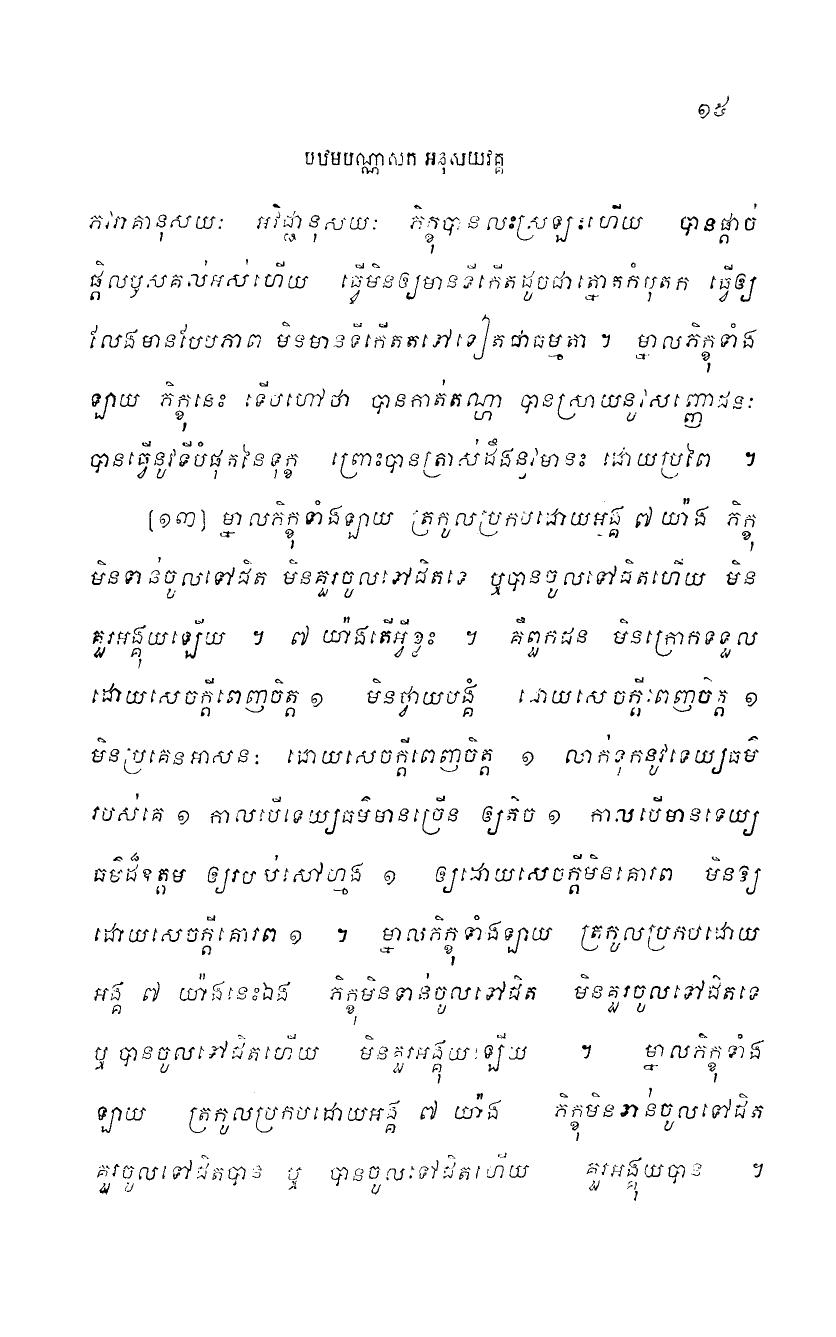 ១៥
បឋមបណ្ណាសក អនុសយវគ្គ
ភវរាគានុសយៈ អវិជ្ជានុសយៈ ភិក្ខុបានលះស្រឡះហើយ បានផ្តាច់
ផ្តិលឫសគល់អស់ហើយ ធ្វើមិនឲ្យមានទីកើតដូចជាត្នោតកំបុតក ធ្វើឲ្យ
លែងមានបែបភាព មិនមានទីកើតតទៅទៀតជាធម្មតា ។ ម្នាលភិក្ខុទាំង
ឡាយ ភិក្ខុនេះ ទើបហៅថា បានកាត់តណ្ហា បានស្រាយនូវសញ្ញោជនៈ
បានធ្វើនូវទីបំផុតនៃទុក្ខ ព្រោះបានត្រាស់ដឹងនូវមានះ ដោយប្រពៃ ។
[១៣] ម្នាលភិក្ខុទាំងឡាយ ត្រកូលប្រកបដោយអង្គ ៧ យ៉ាង ភិក្ខុ
មិនទាន់ចូលទៅជិត មិនគួរចូលទៅជិតទេ ឬបានចូលទៅជិតហើយ មិន
គួរអង្គុយឡើយ ។ ៧ យ៉ាងតើអ្វីខ្លះ ។ គឺពួកជន មិនក្រោកទទួល
ដោយសេចក្តីពេញចិត្ត ១ មិនថ្វាយបង្គំ ដោយសេចក្តីពេញចិត្ត ១
មិនប្រគេនអាសនៈ ដោយសេចក្តីពេញចិត្ត ១ លាក់ទុកនូវទេយ្យធម៌
របស់គេ ១ កាលបើទេយ្យធម៌មានច្រើន ឲ្យតិច ១ កាលបើមានទេយ្យ
ធម៌ដ៏ឧត្តម ឲ្យរបស់សៅហ្មង ១ ឲ្យដោយសេចក្តីមិនគោរព មិនឲ្យ
ដោយសេចក្តីគោរព ១ ។ ម្នាលភិក្ខុទាំងឡាយ ត្រកូលប្រកបដោយ
អង្គ ៧ យ៉ាងនេះឯង ភិក្ខុមិនទាន់ចូលទៅជិត មិនគួរចូលទៅជិតទេ
ឬ បានចូលទៅជិតហើយ មិនគួរអង្គុយឡើយ ។ ម្នាលភិក្ខុទាំង
ឡាយ ត្រកូលប្រកបដោយអង្គ ៧ យ៉ាង ភិក្ខុមិនទាន់ចូលទៅជិត
គួរចូលទៅជិតបាន ឬ បានចូលទៅជិតហើយ គួរអង្គុយបាន ។